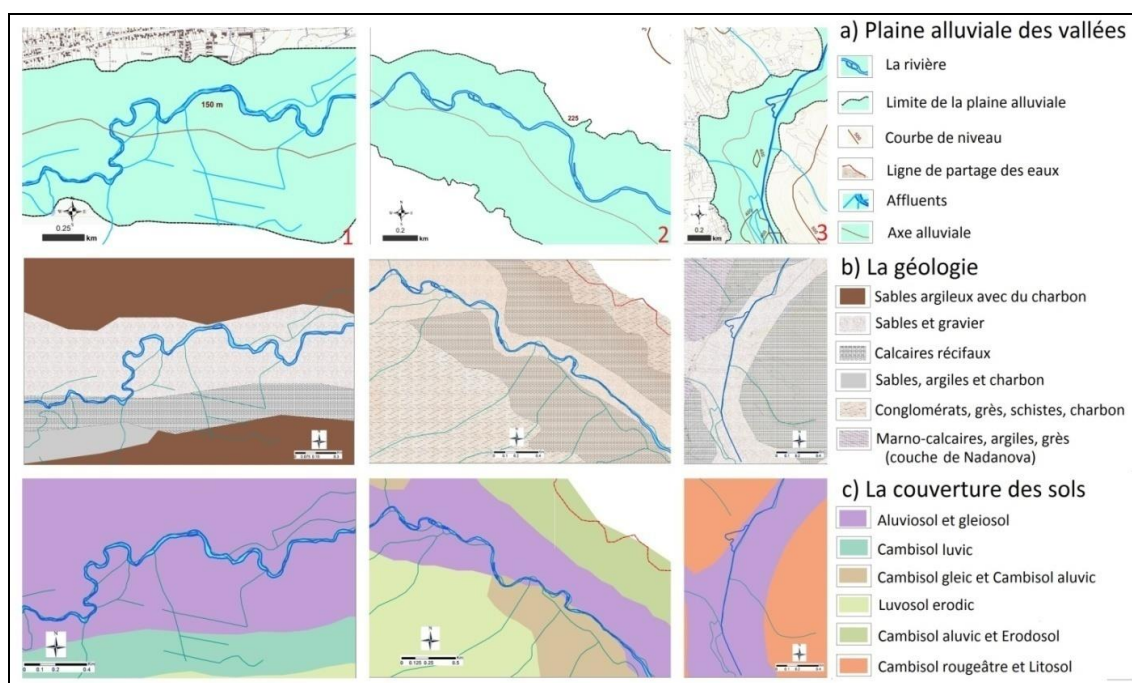 a) Plaine alluviale des vallées
La rivière
Limite de la plaine alluviale
Courbe de niveau
Ligne de partage des eaux
Affluents
Axe alluviale
150 m
0.25
km
1
225
0.2
km
2
0.2
km
3
b) La géologie
Sables argileux avec du charbon
Sables et gravier
Calcaires récifaux
Sables, argiles et charbon
Conglomérats, grès, schistes, charbon
Marno-calcaires, argiles, grès
(couche de Nadanova)
c) La couverture des sols
Aluviosol et gleiosol
Cambisol luvic
Cambisol gleic et Cambisol aluvic
Luvosol erodic
Cambisol aluvic et Erodosol
Cambisol rougeâtre et Litosol